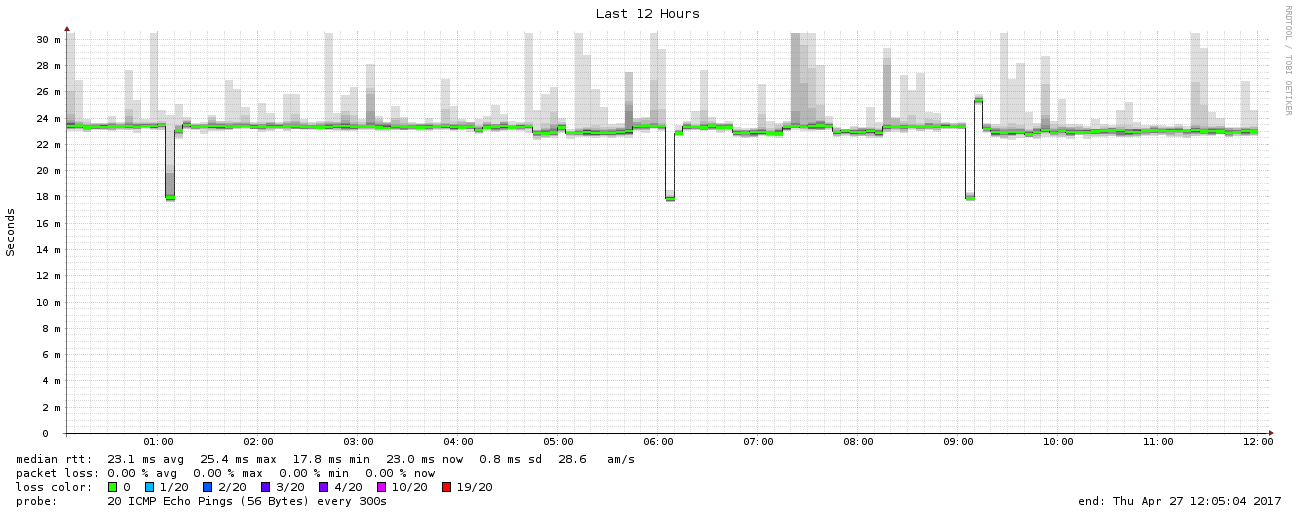 Last 12 Hours
RRDTOOL / TOBI OETIKER
Seconds
30 m
28 m
26 m
24 m
22 m
20 m
18 m
16 m
14 m
12 m
10 m
8 m
6 m
4 m
2 m
0
01:00 02:00 03:00 04:00 05:00 06:00 07:00 08:00 09:00 10:00 11:00 12:00
median rtt: 23.1 ms avg 25.4 ms max 17.8 ms min 23.0 ms now 0.8 ms sd 28.6 am/s
packet loss: 0.00 % avg 0.00 % max 0.00 % min 0.00 % now
loss color: 0 1/20 2/20 3/20 4/20 10/20 19/20
probe: 20 ICMP Echo Pings (56 Bytes) every 300s end: Thu Apr 27 12:05:04 2017